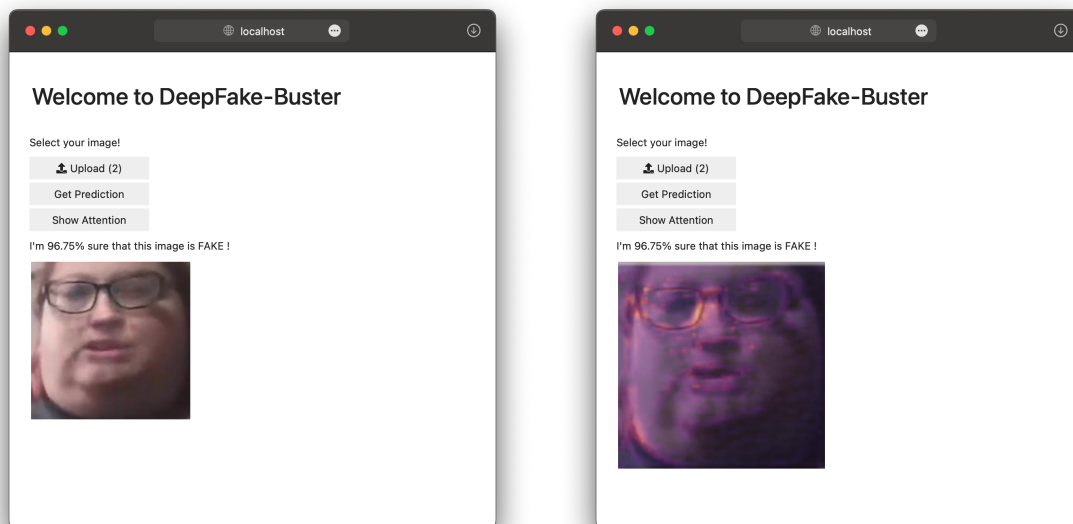 localhost
Welcome to DeepFake-Buster
Select your image!
Upload (2)
Get Prediction
Show Attention
I'm 96.75% sure that this image is FAKE !
localhost
Welcome to DeepFake-Buster
Select your image!
Upload (2)
Get Prediction
Show Attention
I'm 96.75% sure that this image is FAKE !